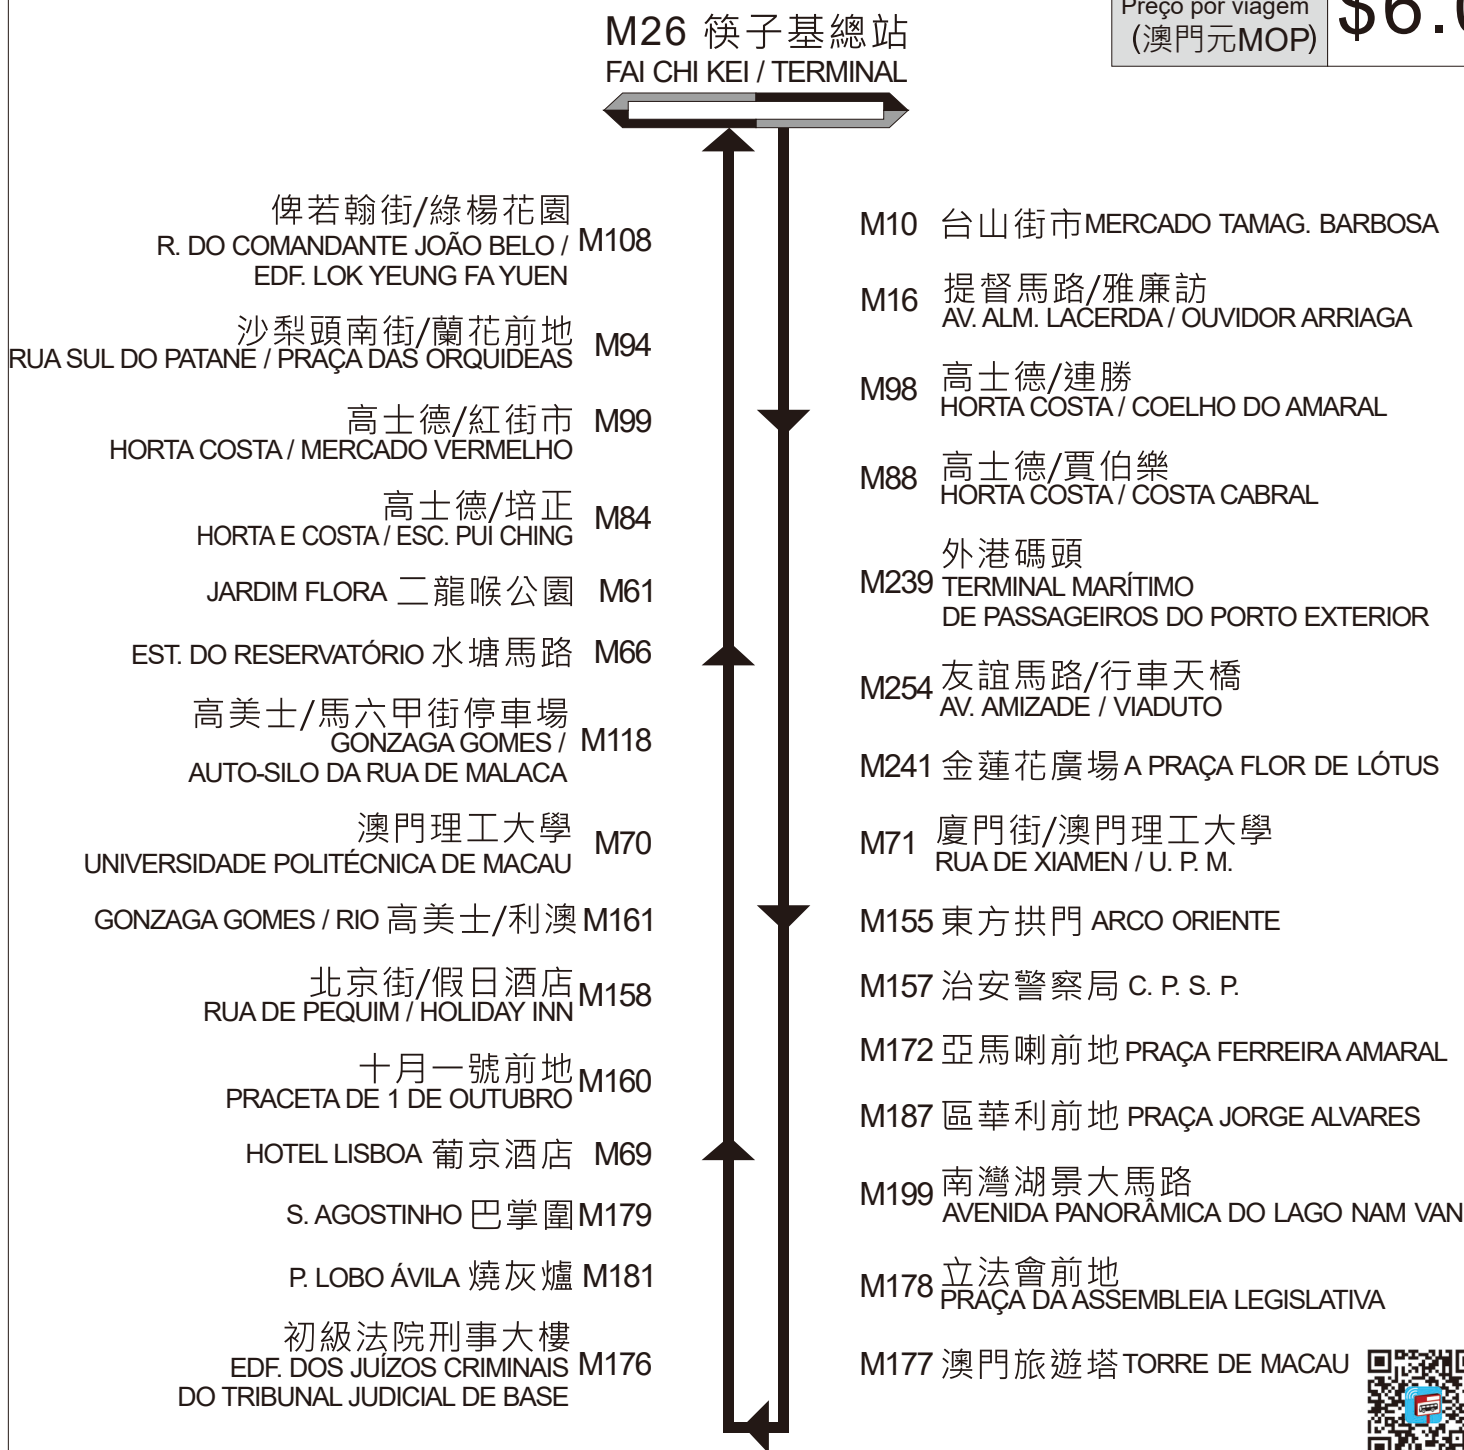 M26 筷子基總站
FAI CHI KEI / TERMINAL
Preço por viagem
(澳門元MOP)
俾若翰街/綠楊花園
R. DO COMANDANTE JOÃO BELO /
EDF. LOK YEUNG FA YUEN
M108
沙梨頭南街/蘭花前地
RUA SUL DO PATANE / PRAÇA DAS ORQUIDEAS
M94
高士德/紅街市
HORTA COSTA / MERCADO VERMELHO
M99
高士德/培正
HORTA E COSTA / ESC. PUI CHING
M84
JARDIM FLORA 二龍喉公園 M61
EST. DO RESERVATÓRIO 水塘馬路 M66
高美士/馬六甲街停車場
GONZAGA GOMES /
AUTO-SILO DA RUA DE MALACA
M118
澳門理工大學
UNIVERSIDADE POLITÉCNICA DE MACAU
M70
GONZAGA GOMES / RIO 高美士/利澳 M161
北京街/假日酒店
RUA DE PEQUIM / HOLIDAY INN
M158
十月一號前地
PRACETA DE 1 DE OUTUBRO
M160
HOTEL LISBOA 葡京酒店 M69
S. AGOSTINHO 巴掌圍 M179
P. LOBO ÁVILA 燒灰爐 M181
初級法院刑事大樓
EDF. DOS JUÍZOS CRIMINAIS
DO TRIBUNAL JUDICIAL DE BASE
M176
M10 台山街市 MERCADO TAMAG. BARBOSA
M16 提督馬路/雅廉訪
AV. ALM. LACERDA / OUVIDOR ARRIAGA
M98 高士德/連勝
HORTA COSTA / COELHO DO AMARAL
M88 高士德/賈伯樂
HORTA COSTA / COSTA CABRAL
M239 外港碼頭
TERMINAL MARÍTIMO
DE PASSAGEIROS DO PORTO EXTERIOR
M254 友誼馬路/行車天橋
AV. AMIZADE / VIADUTO
M241 金蓮花廣場 A PRAÇA FLOR DE LÓTUS
M71 廈門街/澳門理工大學
RUA DE XIAMEN / U. P. M.
M155 東方拱門 ARCO ORIENTE
M157 治安警察局 C. P. S. P.
M172 亞馬喇前地 PRAÇA FERREIRA AMARAL
M187 區華利前地 PRAÇA JORGE ALVARES
M199 南灣湖景大馬路
AVENIDA PANORÂMICA DO LAGO NAM VAN
M178 立法會前地
PRAÇA DA ASSEMBLEIA LEGISLATIVA
M177 澳門旅遊塔 TORRE DE MACAU